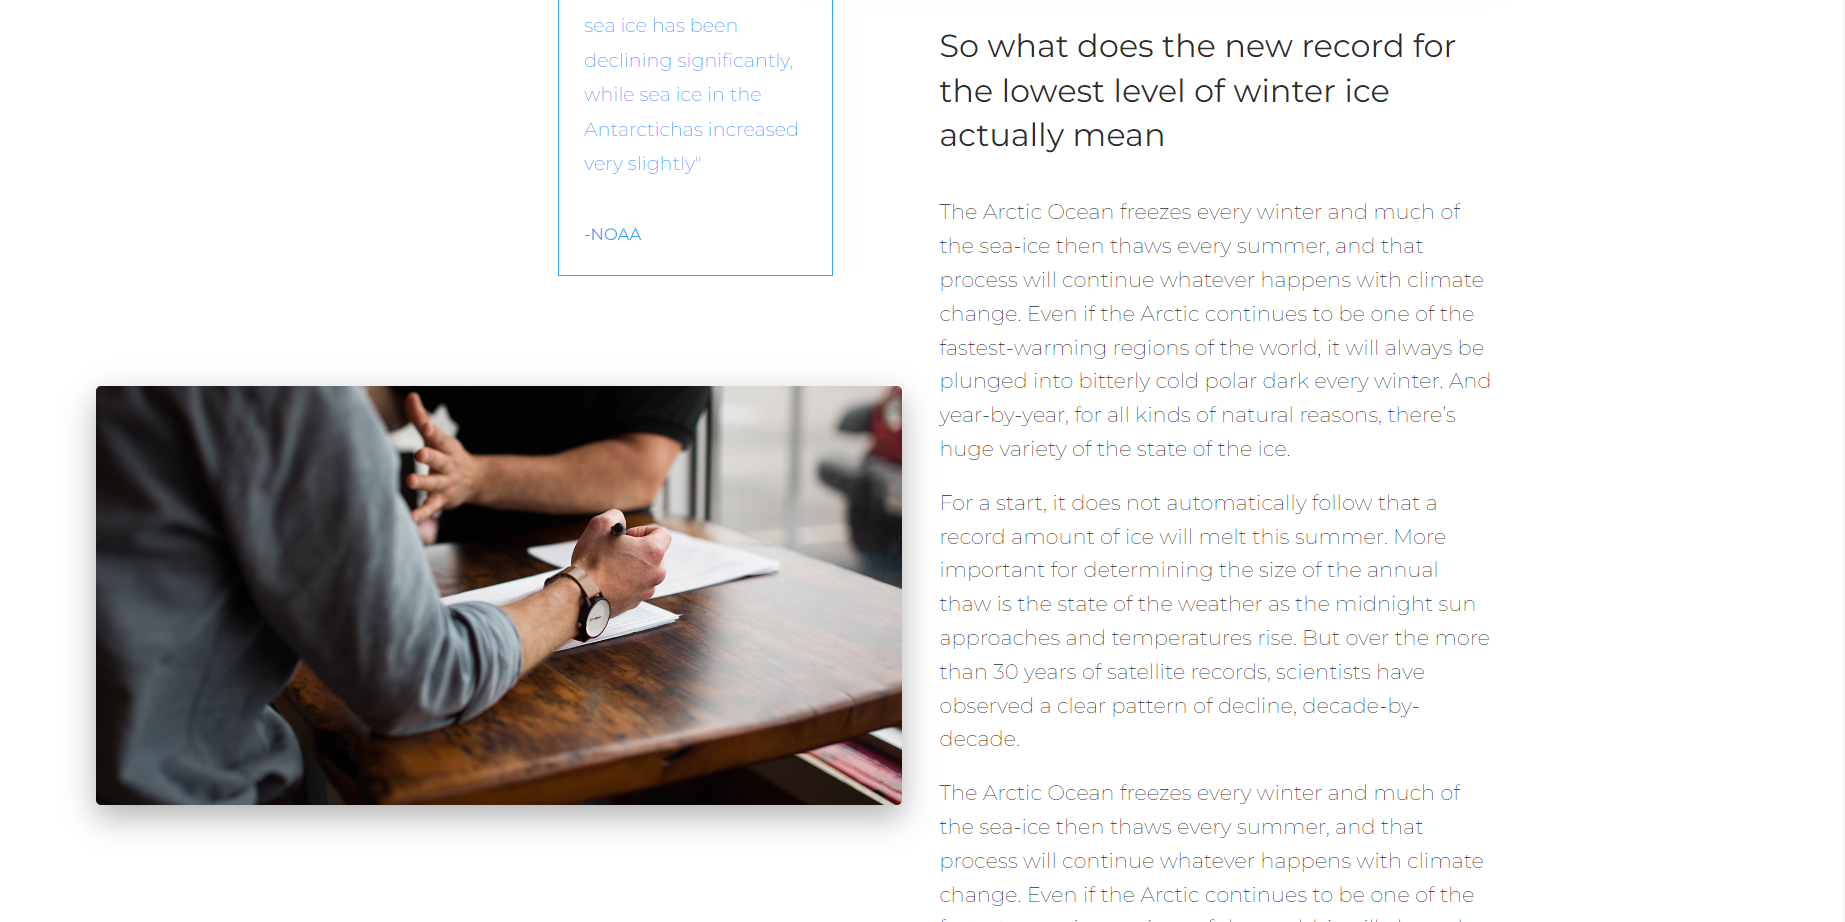 sea ice has been
declining significantly,
while sea ice in the
Antarctichas increased
very slightly"
-NOAA
So what does the new record for
the lowest level of winter ice
actually mean
The Arctic Ocean freezes every winter and much of
the sea-ice then thaws every summer, and that
process will continue whatever happens with climate
change. Even if the Arctic continues to be one of the
fastest-warming regions of the world, it will always be
plunged into bitterly cold polar dark every winter. And
year-by-year, for all kinds of natural reasons, there’s
huge variety of the state of the ice.
For a start, it does not automatically follow that a
record amount of ice will melt this summer. More
important for determining the size of the annual
thaw is the state of the weather as the midnight sun
approaches and temperatures rise. But over the more
than 30 years of satellite records, scientists have
observed a clear pattern of decline, decade-by-
decade.
The Arctic Ocean freezes every winter and much of
the sea-ice then thaws every summer, and that
process will continue whatever happens with climate
change. Even if the Arctic continues to be one of the